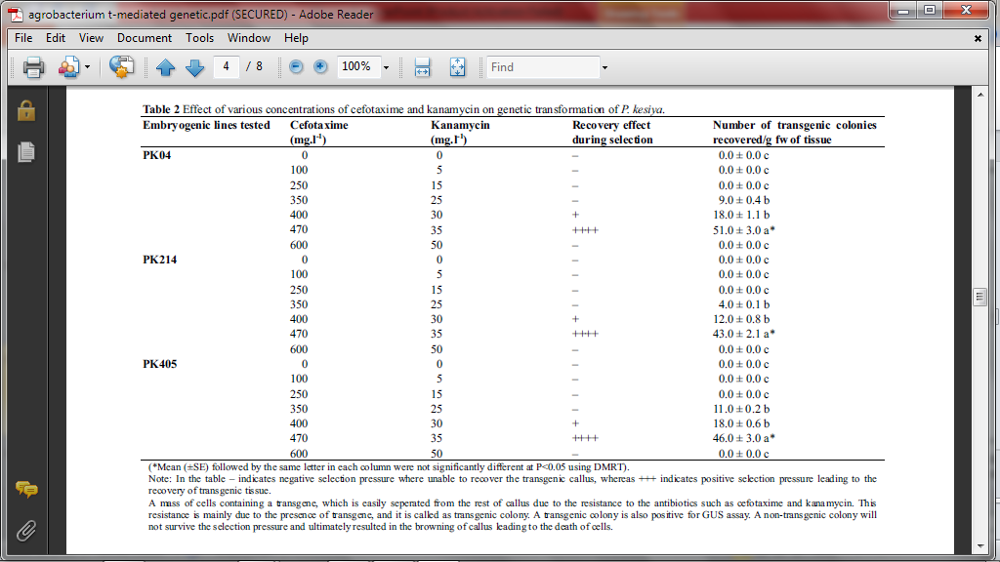 agrobacterium t-mediated genetic.pdf (SECURED) - Adobe Reader
File Edit View Document Tools Window Help
4 / 8 100% Find
Table 2 Effect of various concentrations of cefotaxime and kanamycin on genetic transformation of P. kesiya.
Embryogenic lines tested Cefotaxime Kanamycin Recovery effect Number of transgenic colonies
(mg.l-1) (mg.l-1) during selection recovered/g fw of tissue
PK04 0 0 – 0.0 ± 0.0 c
100 5 – 0.0 ± 0.0 c
250 15 – 0.0 ± 0.0 c
350 25 – 9.0 ± 0.4 b
400 30 + 18.0 ± 1.1 b
470 35 ++++ 51.0 ± 3.0 a*
600 50 – 0.0 ± 0.0 c
PK214 0 0 – 0.0 ± 0.0 c
100 5 – 0.0 ± 0.0 c
250 15 – 0.0 ± 0.0 c
350 25 – 4.0 ± 0.1 b
400 30 + 12.0 ± 0.8 b
470 35 ++++ 43.0 ± 2.1 a*
600 50 – 0.0 ± 0.0 c
PK405 0 0 – 0.0 ± 0.0 c
100 5 – 0.0 ± 0.0 c
250 15 – 0.0 ± 0.0 c
350 25 – 11.0 ± 0.2 b
400 30 + 18.0 ± 0.6 b
470 35 ++++ 46.0 ± 3.0 a*
600 50 – 0.0 ± 0.0 c
(*Mean (±SE) followed by the same letter in each column were not significantly different at P<0.05 using DMRT).
Note: In the table – indicates negative selection pressure where unable to recover the transgenic callus, whereas +++ indicates positive selection pressure leading to the
recovery of transgenic tissue.
A mass of cells containing a transgene, which is easily seperated from the rest of callus due to the resistance to the antibiotics such as cefotaxime and kanamycin. This
resistance is mainly due to the presence of transgene, and it is called as transgenic colony. A transgenic colony is also positive for GUS assay. A non-transgenic colony will
not survive the selection pressure and ultimately resulted in the browning of callus leading to the death of cells.